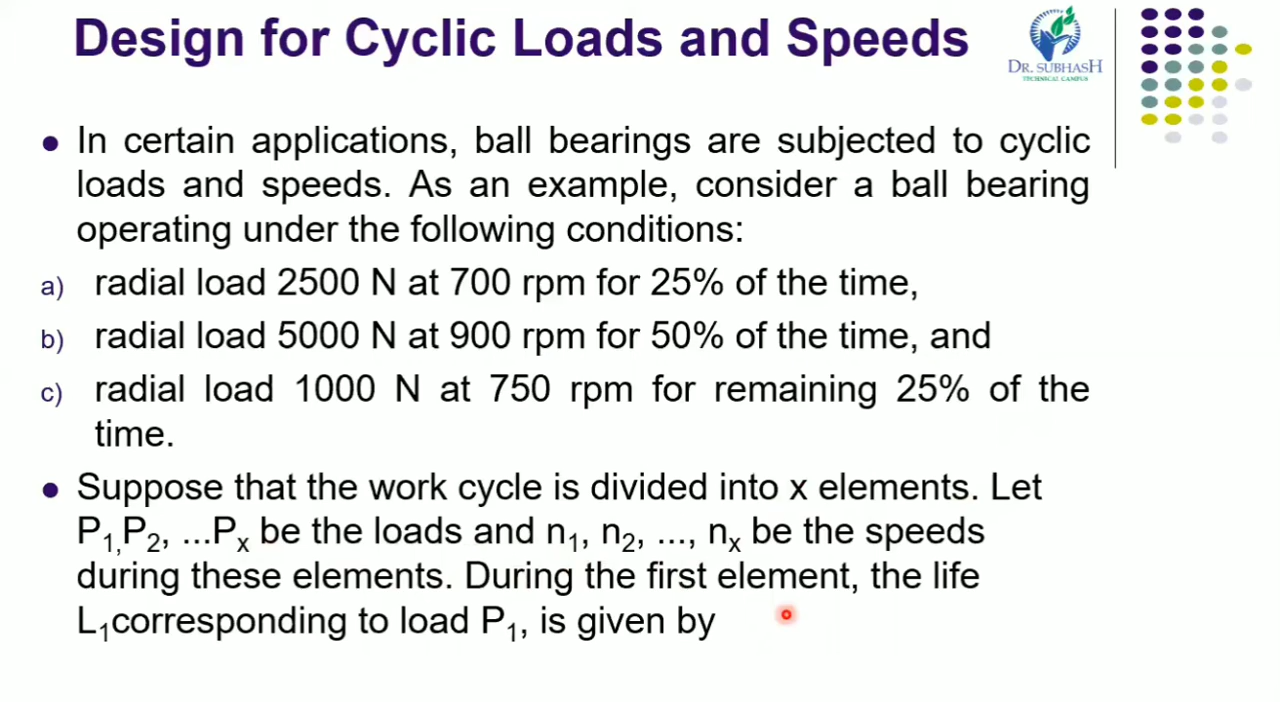 Design for Cyclic Loads and Speeds
DR. SUBHASH
TECHNICAL CAMPUS
• In certain applications, ball bearings are subjected to cyclic
loads and speeds. As an example, consider a ball bearing
operating under the following conditions:
a) radial load 2500 N at 700 rpm for 25% of the time,
b) radial load 5000 N at 900 rpm for 50% of the time, and
c) radial load 1000 N at 750 rpm for remaining 25% of the
time.
• Suppose that the work cycle is divided into x elements. Let
P₁,P₂, ...Pₓ be the loads and n₁, n₂, ..., nₓ be the speeds
during these elements. During the first element, the life
L₁corresponding to load P₁, is given by